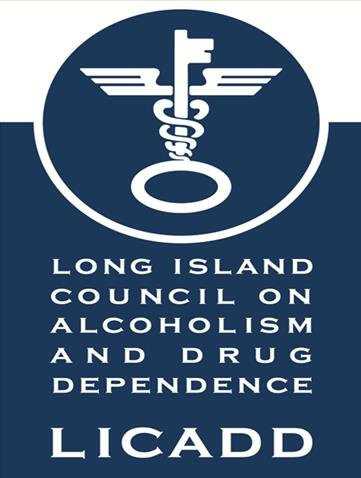 LONG ISLAND
COUNCIL ON
ALCOHOLISM
AND DRUG
DEPENDENCE
LICADD